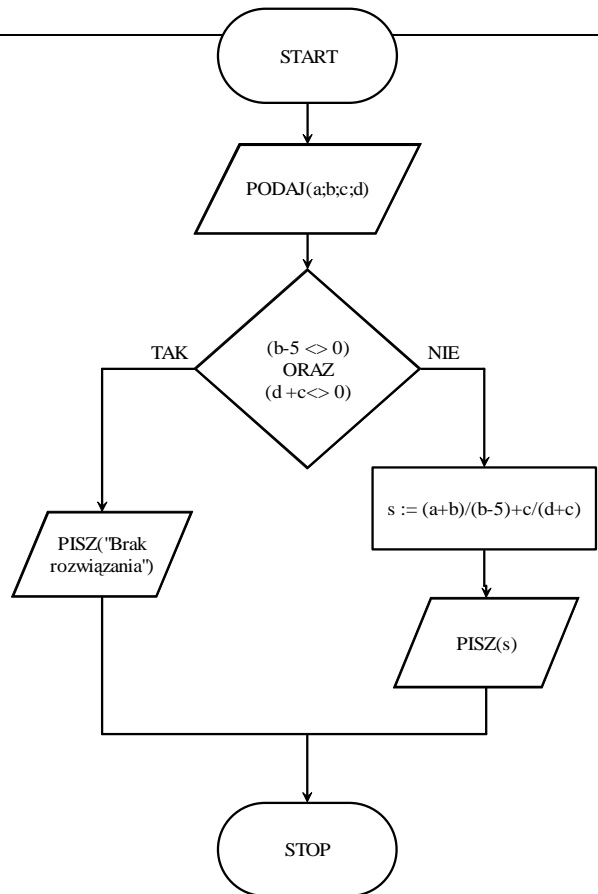 START
PODAJ(a;b;c;d)
TAK
(b-5 <> 0)
ORAZ
(d +c<> 0)
NIE
s := (a+b)/(b-5)+c/(d+c)
PISZ("Brak
rozwiązania")
PISZ(s)
STOP